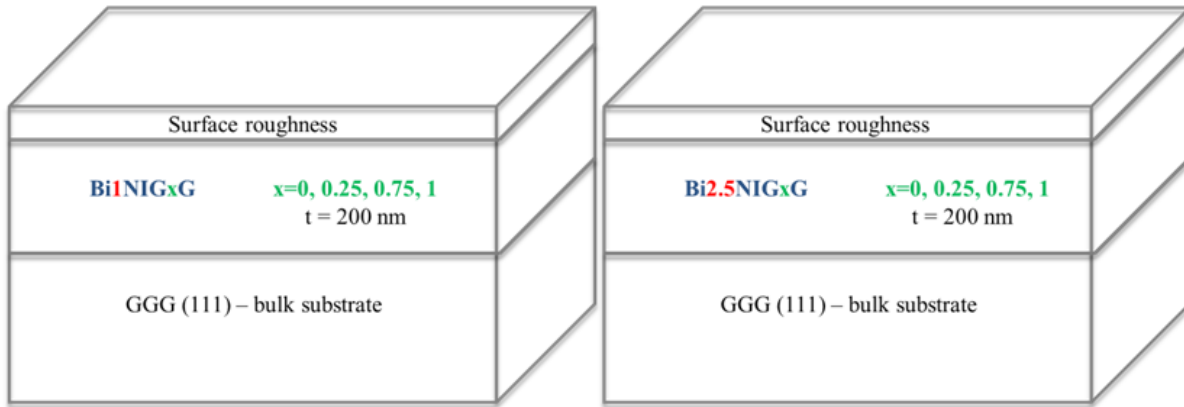 Surface roughness
Bi1NIGxG x=0, 0.25, 0.75, 1
t = 200 nm
GGG (111) – bulk substrate
Surface roughness
Bi2.5NIGxG x=0, 0.25, 0.75, 1
t = 200 nm
GGG (111) – bulk substrate